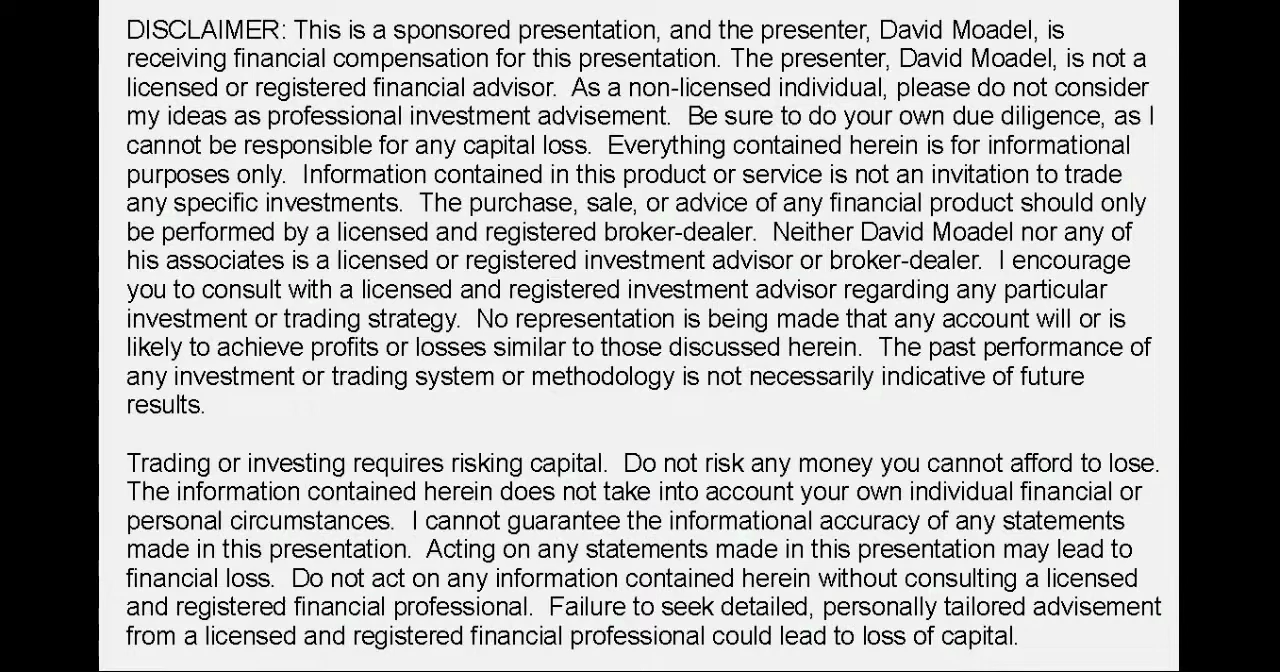 DISCLAIMER: This is a sponsored presentation, and the presenter, David Moadel, is
receiving financial compensation for this presentation. The presenter, David Moadel, is not a
licensed or registered financial advisor.  As a non-licensed individual, please do not consider
my ideas as professional investment advisement.  Be sure to do your own due diligence, as I
cannot be responsible for any capital loss.  Everything contained herein is for informational
purposes only.  Information contained in this product or service is not an invitation to trade
any specific investments.  The purchase, sale, or advice of any financial product should only
be performed by a licensed and registered broker-dealer.  Neither David Moadel nor any of
his associates is a licensed or registered investment advisor or broker-dealer.  I encourage
you to consult with a licensed and registered investment advisor regarding any particular
investment or trading strategy.  No representation is being made that any account will or is
likely to achieve profits or losses similar to those discussed herein.  The past performance of
any investment or trading system or methodology is not necessarily indicative of future
results.
Trading or investing requires risking capital.  Do not risk any money you cannot afford to lose.
The information contained herein does not take into account your own individual financial or
personal circumstances.  I cannot guarantee the informational accuracy of any statements
made in this presentation.  Acting on any statements made in this presentation may lead to
financial loss.  Do not act on any information contained herein without consulting a licensed
and registered financial professional.  Failure to seek detailed, personally tailored advisement
from a licensed and registered financial professional could lead to loss of capital.